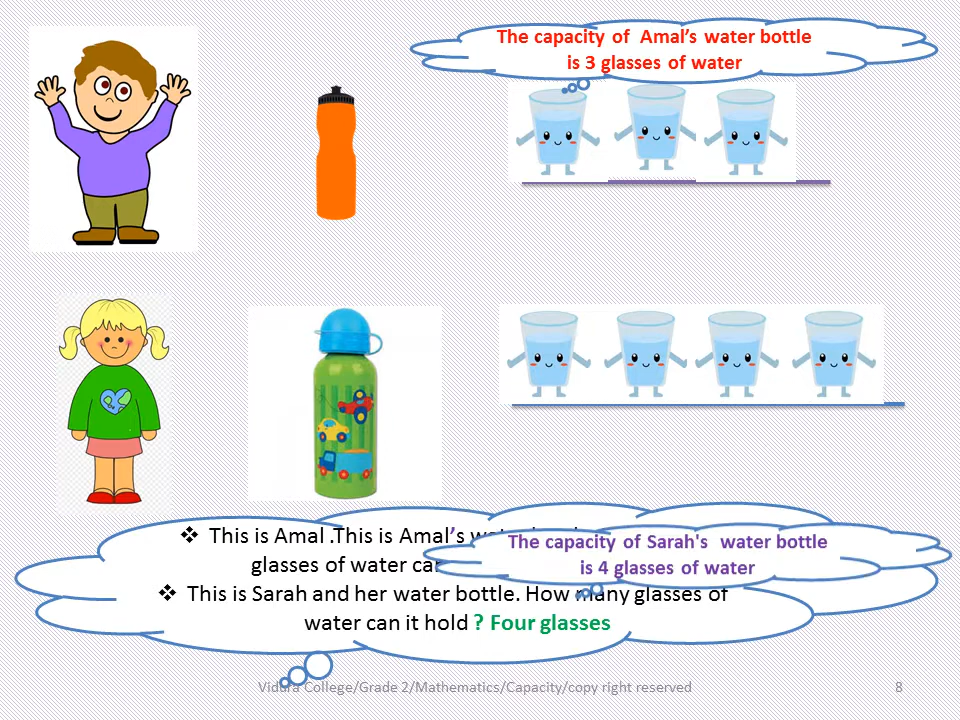 The capacity of Amal's water bottle
is 3 glasses of water
❖ This is Amal .This is Amal's
glasses of water
The capacity of Sarah's water bottle
is 4 glasses of water
❖ This is Sarah and her water bottle. How many glasses of
water can it hold ? Four glasses
Vidura College/Grade 2/Mathematics/Capacity/copy right reserved
8